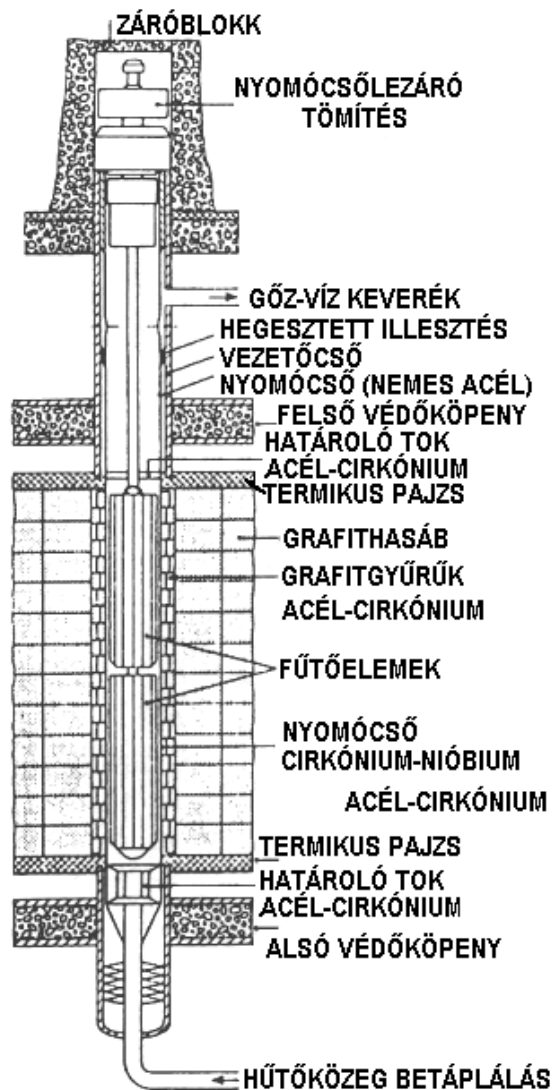 ZÁRÓBLOKK
NYOMÓCSŐLEZÁRÓ
TÖMÍTÉS
GŐZ-VÍZ KEVERÉK
HEGESZTETT ILLESZTÉS
VEZETŐCSŐ
NYOMÓCSŐ (NEMES ACÉL)
FELSŐ VÉDŐKÖPENY
HATÁROLÓ TOK
ACÉL-CIRKÓNIUM
TERMIKUS PAJZS
GRAFITHASÁB
GRAFITGYŰRŰK
ACÉL-CIRKÓNIUM
FŰTŐELEMEK
NYOMÓCSŐ
CIRKÓNIUM-NIÓBIUM
ACÉL-CIRKÓNIUM
TERMIKUS PAJZS
HATÁROLÓ TOK
ACÉL-CIRKÓNIUM
ALSÓ VÉDŐKÖPENY
HŰTŐKÖZEG BETÁPLÁLÁS